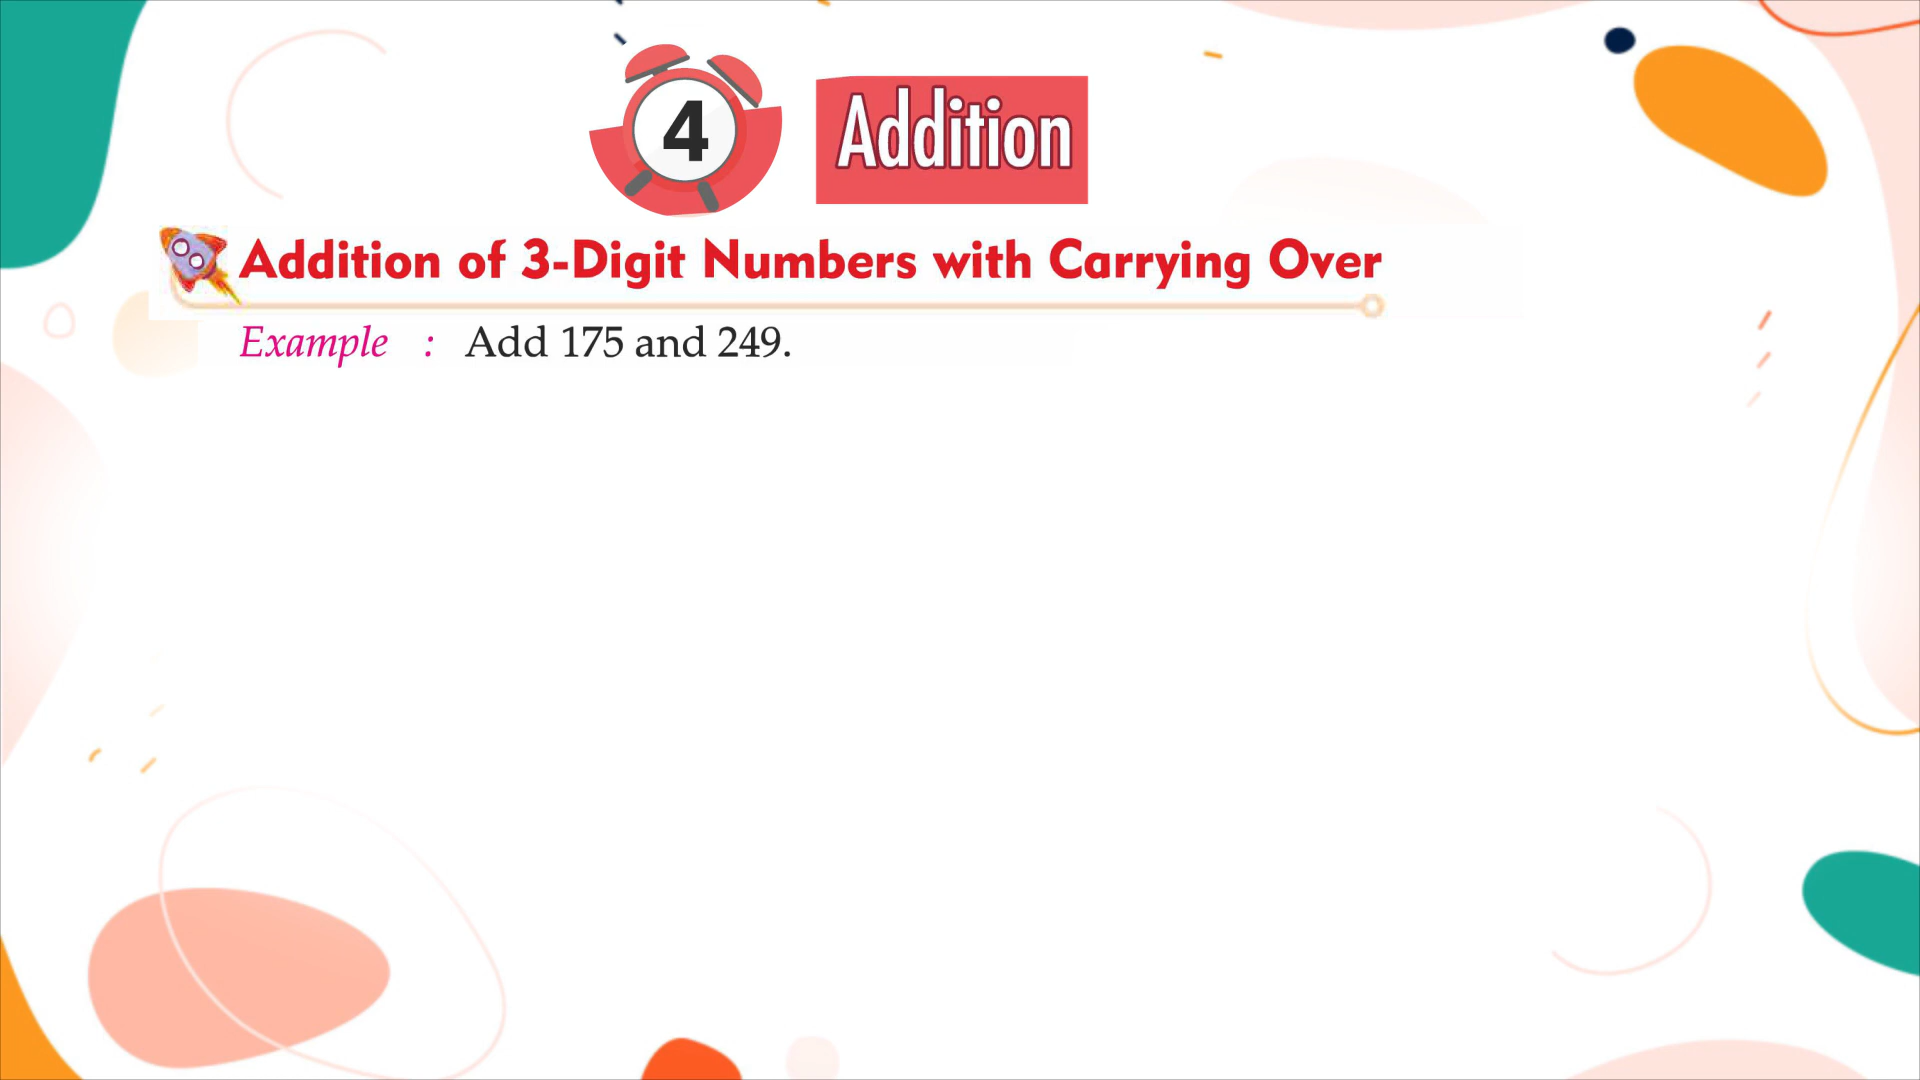 4 Addition
Addition of 3-Digit Numbers with Carrying Over
Example : Add 175 and 249.